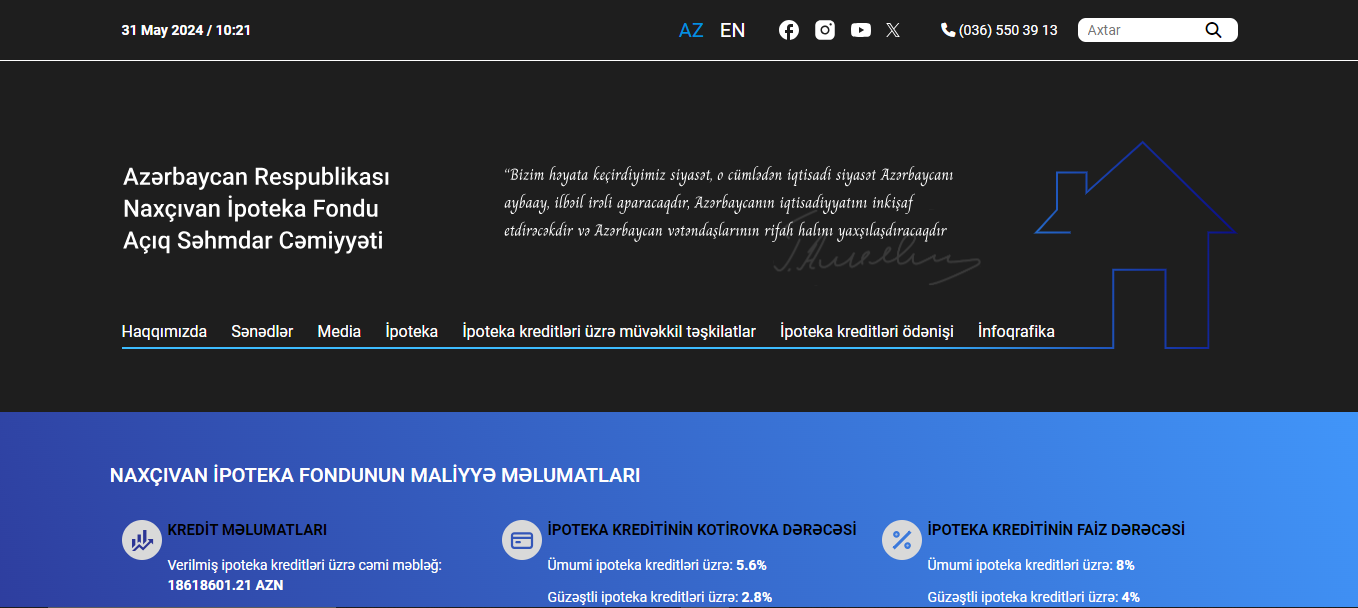 31 May 2024 / 10:21
AZ EN
(036) 550 39 13
Axtar
Azərbaycan Respublikası
Naxçıvan İpoteka Fondu
Açıq Səhmdar Cəmiyyəti
“Bizim həyata keçirdiyimiz siyasət, o cümlədən iqtisadi siyasət Azərbaycanı
aybaay, ilbəil irəli aparacaqdır, Azərbaycanın iqtisadiyyatını inkişaf
etdirəcəkdir və Azərbaycan vətəndaşlarının rifah halını yaxşılaşdıracaqdır
Haqqımızda Sənədlər Media İpoteka İpoteka kreditləri üzrə müvəkkil təşkilatlar İpoteka kreditləri ödənişi İnfoqrafika
NAXÇIVAN İPOTEKA FONDUNUN MALİYYƏ MƏLUMATLARI
KREDİT MƏLUMATLARI
Verilmiş ipoteka kreditləri üzrə cəmi məbləğ:
18618601.21 AZN
İPOTEKA KREDİTİNİN KOTİROVKA DƏRƏCƏSİ
Ümumi ipoteka kreditləri üzrə: 5.6%
Güzəştli ipoteka kreditləri üzrə: 2.8%
İPOTEKA KREDİTİNİN FAİZ DƏRƏCƏSİ
Ümumi ipoteka kreditləri üzrə: 8%
Güzəştli ipoteka kreditləri üzrə: 4%